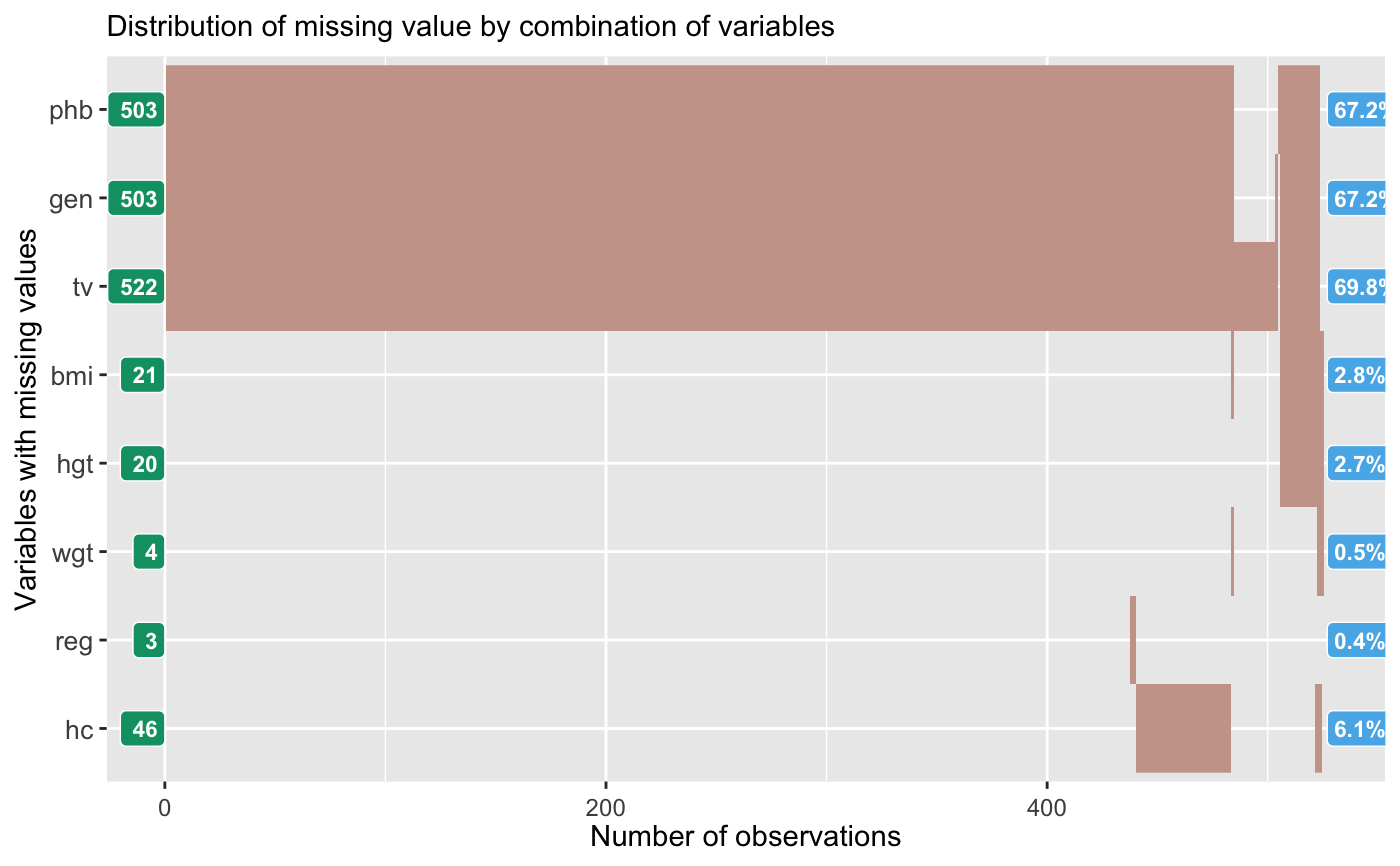 Distribution of missing value by combination of variables
Variables with missing values
phb 503 67.2%
gen 503 67.2%
tv 522 69.8%
bmi 21 2.8%
hgt 20 2.7%
wgt 4 0.5%
reg 3 0.4%
hc 46 6.1%
0 200 400
Number of observations